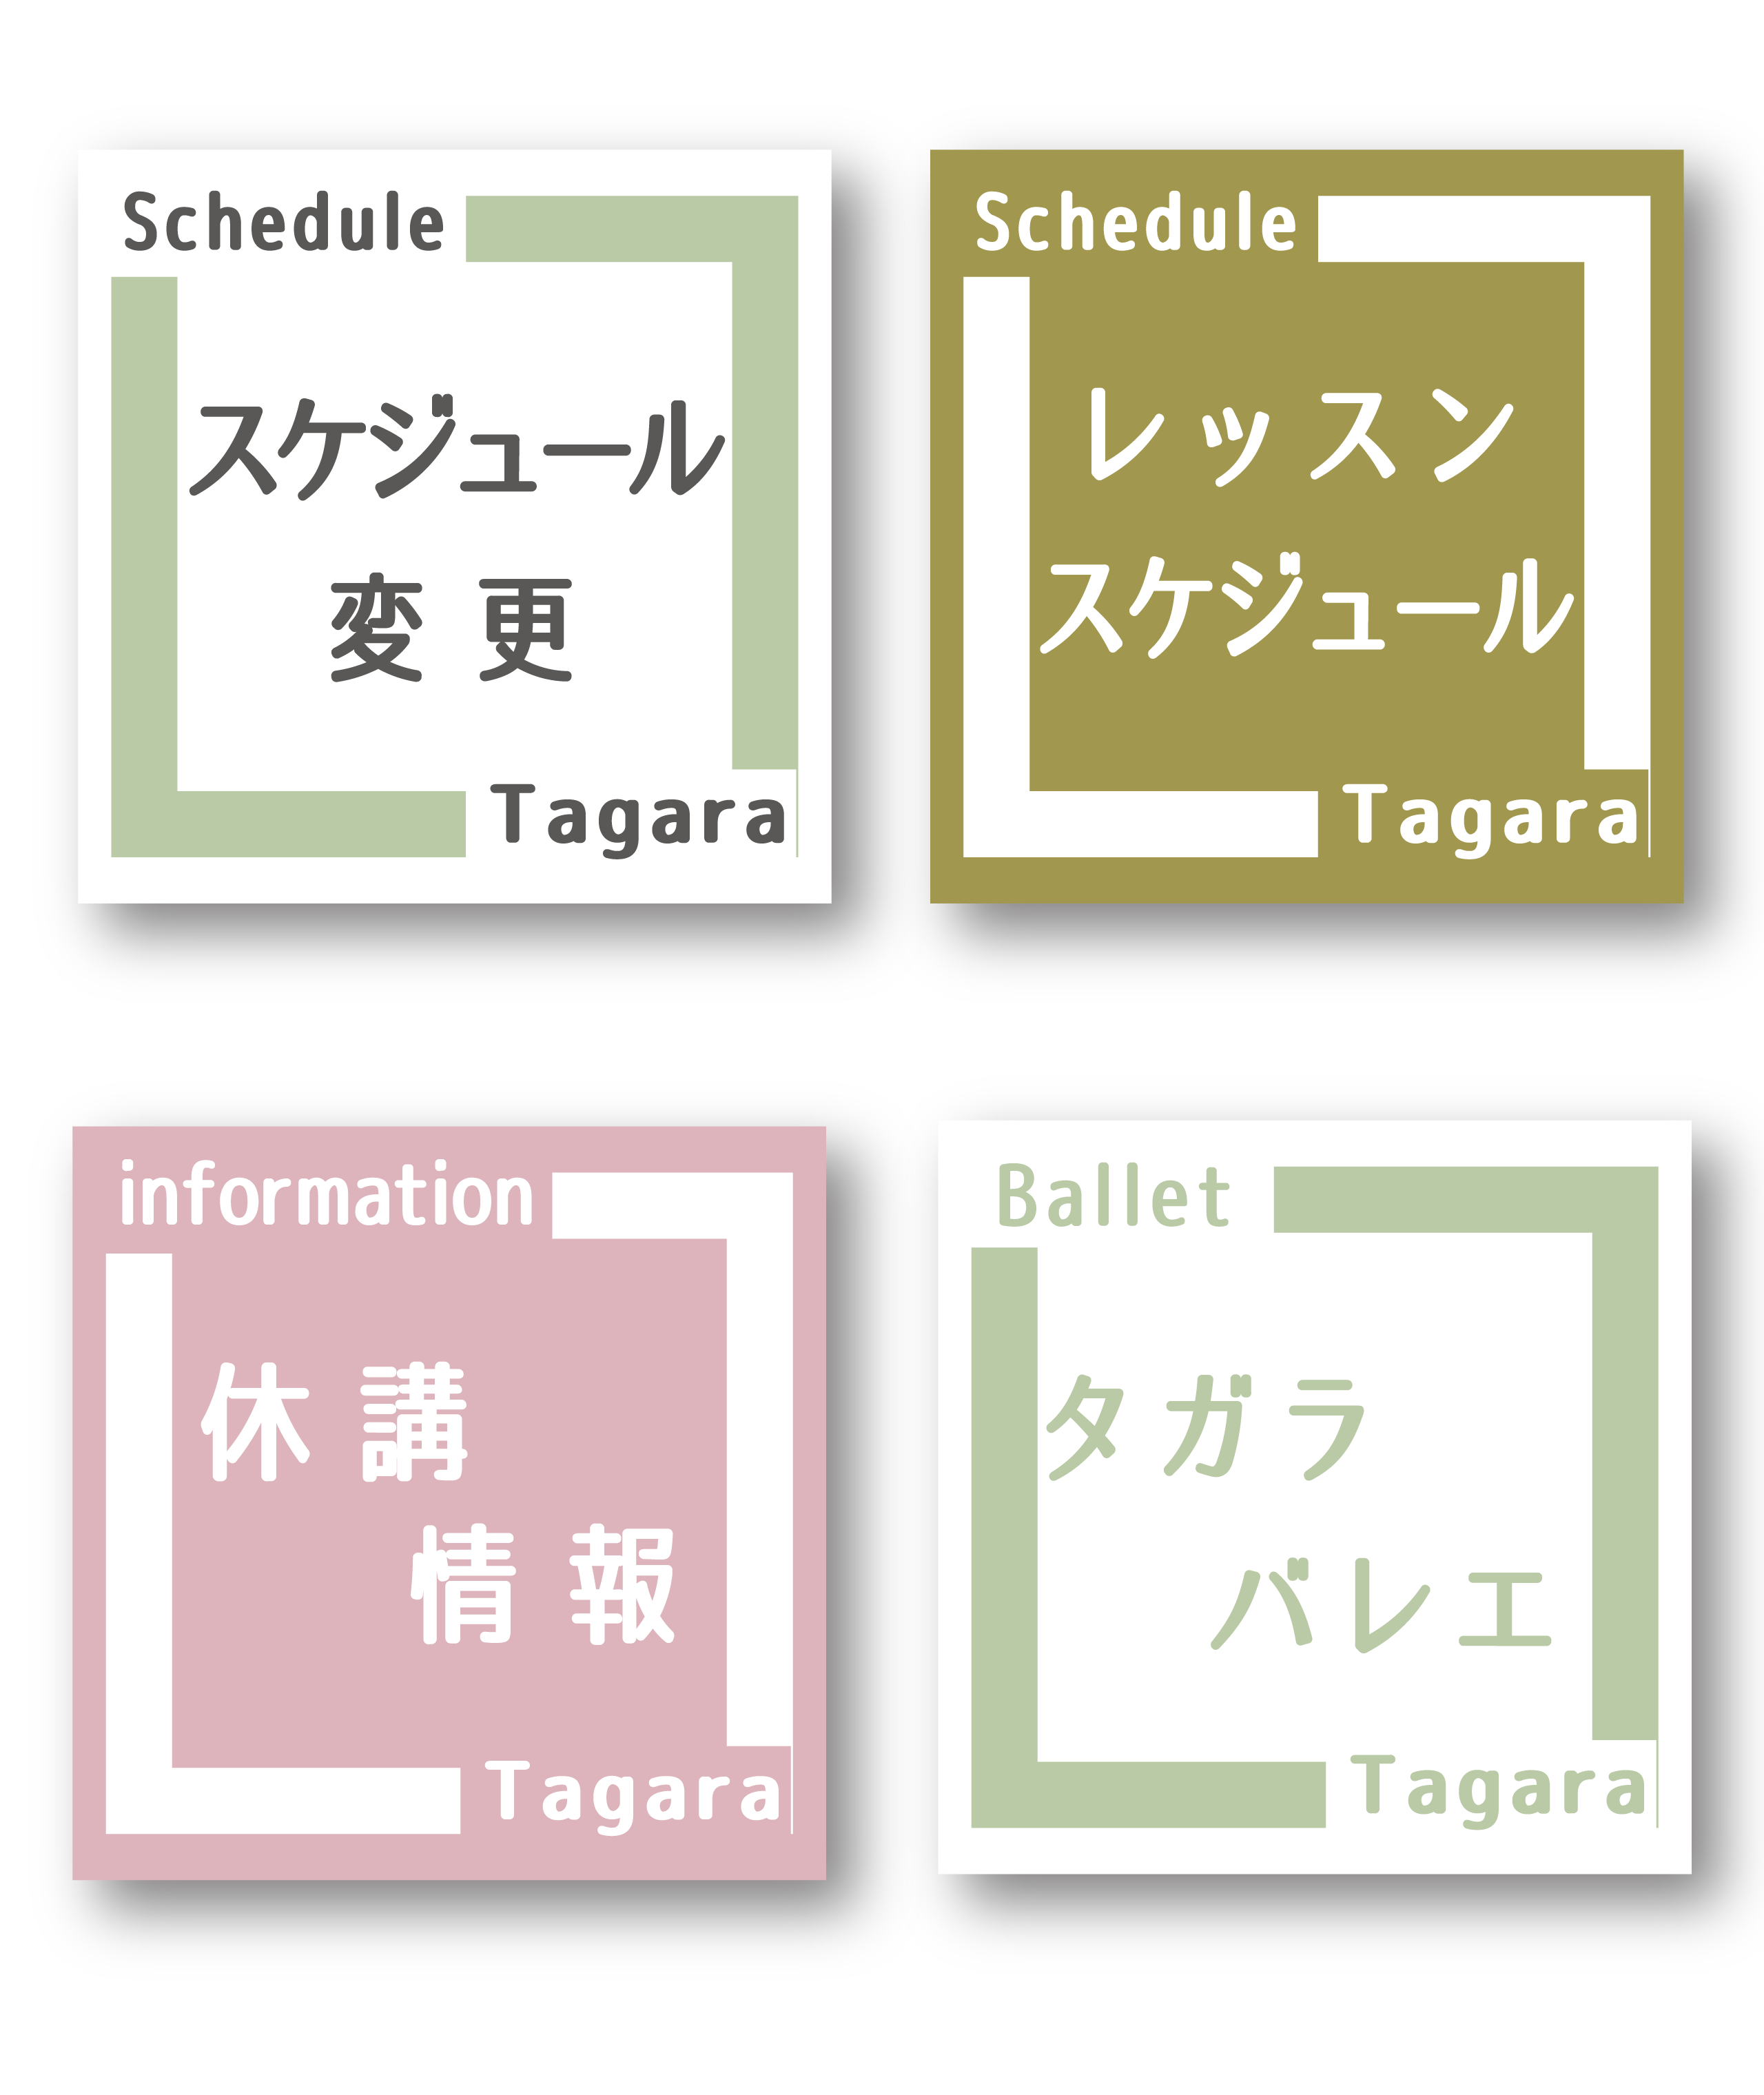 Schedule
スケジュール
変更
Tagara
Schedule
レッスン
スケジュール
Tagara
information
休講
情報
Tagara
Ballet
タガラ
バレエ
Tagara